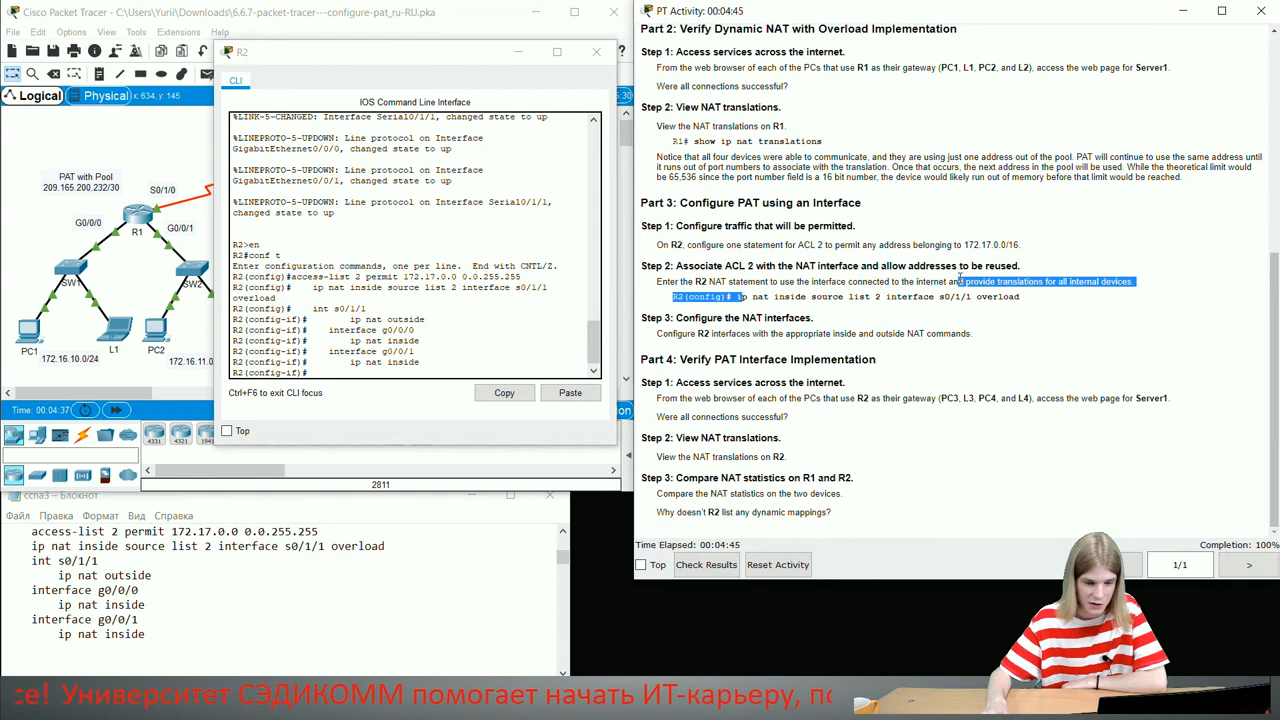 Cisco Packet Tracer - C:\Users\Yurii\Downloads\6.6.7-packet-tracer---configure-pat_ru-RU.pka
File Edit Options View Tools Extensions Help
Logical Physical x: 634, y: 145
PAT with Pool
209.165.200.232/30
S0/1/0
G0/0/0
R1
G0/0/1
SW1
SW2
PC1
L1
PC2
172.16.10.0/24
172.16.11.0
Time: 00:04:37
4331 4321 1941
2811
R2
CLI
IOS Command Line Interface
%LINK-5-CHANGED: Interface Serial0/1/1, changed state to up
%LINEPROTO-5-UPDOWN: Line protocol on Interface
GigabitEthernet0/0/0, changed state to up
%LINEPROTO-5-UPDOWN: Line protocol on Interface
GigabitEthernet0/0/1, changed state to up
%LINEPROTO-5-UPDOWN: Line protocol on Interface Serial0/1/1,
changed state to up
R2>en
R2#conf t
Enter configuration commands, one per line. End with CNTL/Z.
R2(config)#access-list 2 permit 172.17.0.0 0.0.255.255
R2(config)# ip nat inside source list 2 interface s0/1/1
overload
R2(config)# int s0/1/1
R2(config-if)# ip nat outside
R2(config-if)# interface g0/0/0
R2(config-if)# ip nat inside
R2(config-if)# interface g0/0/1
R2(config-if)# ip nat inside
R2(config-if)#
Ctrl+F6 to exit CLI focus
Copy
Paste
Top
ccna3 – Блокнот
Файл Правка Формат Вид Справка
access-list 2 permit 172.17.0.0 0.0.255.255
ip nat inside source list 2 interface s0/1/1 overload
int s0/1/1
ip nat outside
interface g0/0/0
ip nat inside
interface g0/0/1
ip nat inside
PT Activity: 00:04:45
Part 2: Verify Dynamic NAT with Overload Implementation
Step 1: Access services across the internet.
From the web browser of each of the PCs that use R1 as their gateway (PC1, L1, PC2, and L2), access the web page for Server1.
Were all connections successful?
Step 2: View NAT translations.
View the NAT translations on R1.
R1# show ip nat translations
Notice that all four devices were able to communicate, and they are using just one address out of the pool. PAT will continue to use the same address until
it runs out of port numbers to associate with the translation. Once that occurs, the next address in the pool will be used. While the theoretical limit would
be 65,536 since the port number field is a 16 bit number, the device would likely run out of memory before that limit would be reached.
Part 3: Configure PAT using an Interface
Step 1: Configure traffic that will be permitted.
On R2, configure one statement for ACL 2 to permit any address belonging to 172.17.0.0/16.
Step 2: Associate ACL 2 with the NAT interface and allow addresses to be reused.
Enter the R2 NAT statement to use the interface connected to the internet and provide translations for all internal devices.
R2(config)# ip nat inside source list 2 interface s0/1/1 overload
Step 3: Configure the NAT interfaces.
Configure R2 interfaces with the appropriate inside and outside NAT commands.
Part 4: Verify PAT Interface Implementation
Step 1: Access services across the internet.
From the web browser of each of the PCs that use R2 as their gateway (PC3, L3, PC4, and L4), access the web page for Server1.
Were all connections successful?
Step 2: View NAT translations.
View the NAT translations on R2.
Step 3: Compare NAT statistics on R1 and R2.
Compare the NAT statistics on the two devices.
Why doesn't R2 list any dynamic mappings?
Time Elapsed: 00:04:45
Completion: 100%
Top
Check Results
Reset Activity
1/1
>
се! Университет СЭДИКОММ помогает начать ИТ-карьеру, по